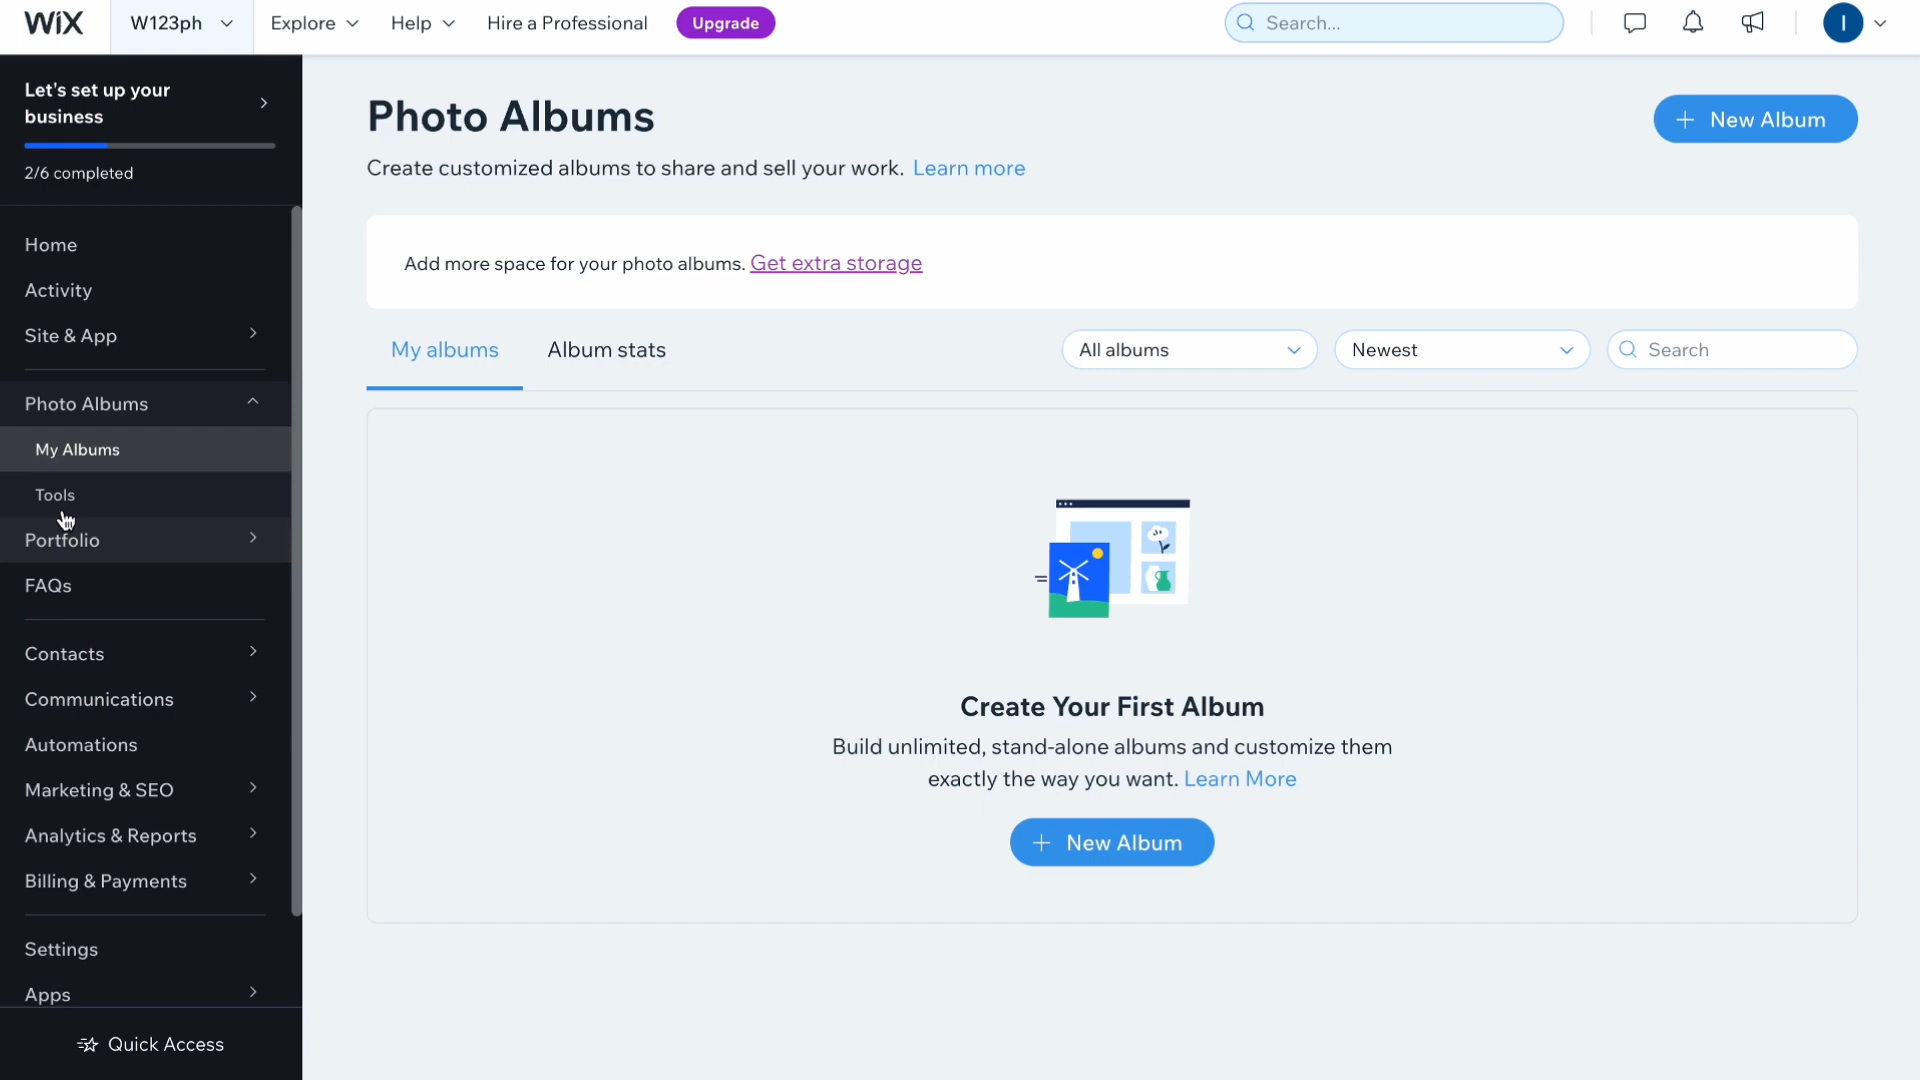 WiX
W123ph
Explore
Help
Hire a Professional
Upgrade
Search...
I
Let's set up your
business
2/6 completed
Home
Activity
Site & App
Photo Albums
My Albums
Tools
Portfolio
FAQs
Contacts
Communications
Automations
Marketing & SEO
Analytics & Reports
Billing & Payments
Settings
Apps
Quick Access
Photo Albums
+ New Album
Create customized albums to share and sell your work. Learn more
Add more space for your photo albums. Get extra storage
My albums
Album stats
All albums
Newest
Search
Create Your First Album
Build unlimited, stand-alone albums and customize them
exactly the way you want. Learn More
+ New Album